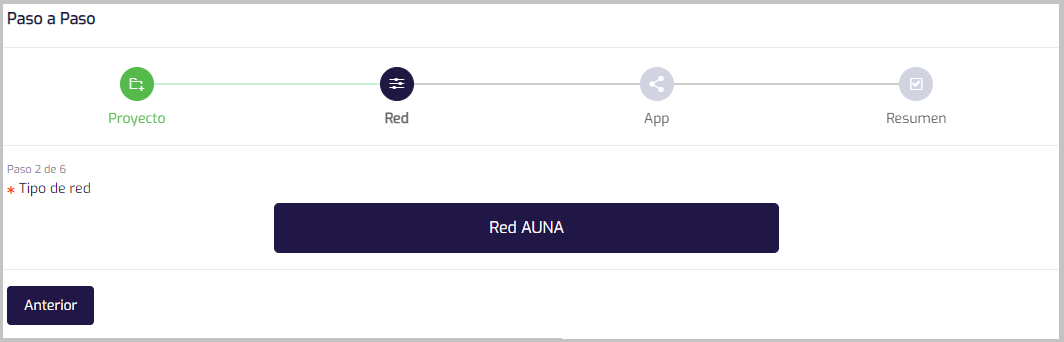 Paso a Paso
Proyecto
Red
App
Resumen
Paso 2 de 6
* Tipo de red
Red AUNA
Anterior